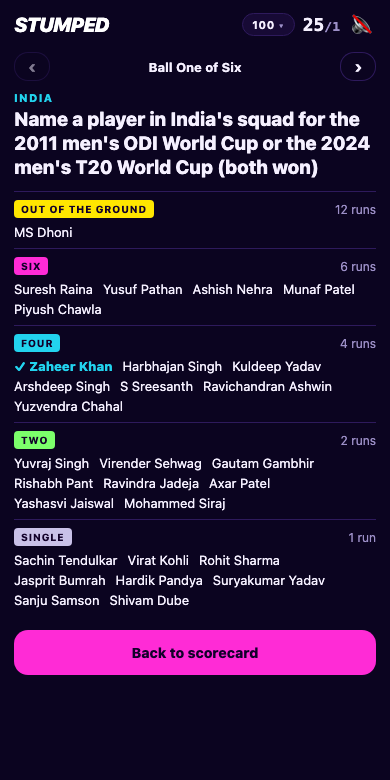 STUMPED
100 ▾ 25/1
‹ Ball One of Six ›
INDIA
Name a player in India's squad for the
2011 men's ODI World Cup or the 2024
men's T20 World Cup (both won)
OUT OF THE GROUND 12 runs
MS Dhoni
SIX 6 runs
Suresh Raina Yusuf Pathan Ashish Nehra Munaf Patel
Piyush Chawla
FOUR 4 runs
✓ Zaheer Khan Harbhajan Singh Kuldeep Yadav
Arshdeep Singh S Sreesanth Ravichandran Ashwin
Yuzvendra Chahal
TWO 2 runs
Yuvraj Singh Virender Sehwag Gautam Gambhir
Rishabh Pant Ravindra Jadeja Axar Patel
Yashasvi Jaiswal Mohammed Siraj
SINGLE 1 run
Sachin Tendulkar Virat Kohli Rohit Sharma
Jasprit Bumrah Hardik Pandya Suryakumar Yadav
Sanju Samson Shivam Dube
Back to scorecard